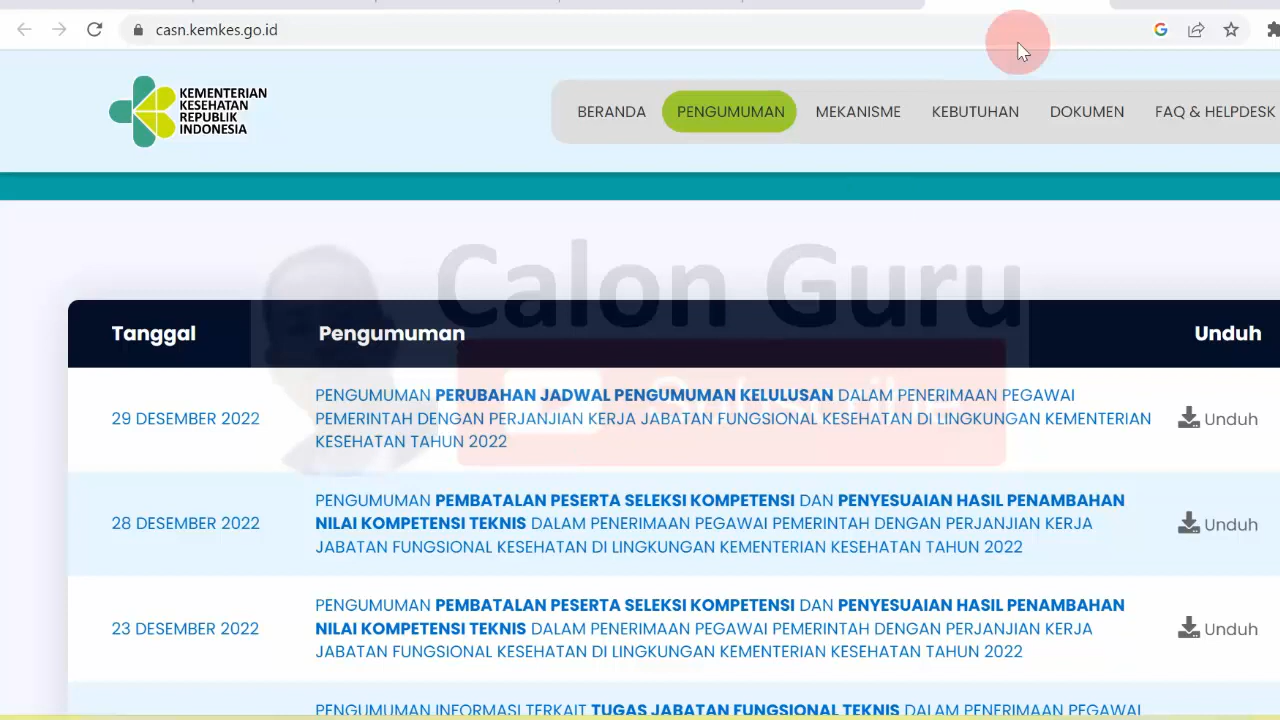 casn.kemkes.go.id
KEMENTERIAN
KESEHATAN
REPUBLIK
INDONESIA
BERANDA PENGUMUMAN MEKANISME KEBUTUHAN DOKUMEN FAQ & HELPDESK
Calon Guru
Tanggal Pengumuman Unduh
29 DESEMBER 2022
PENGUMUMAN PERUBAHAN JADWAL PENGUMUMAN KELULUSAN DALAM PENERIMAAN PEGAWAI
PEMERINTAH DENGAN PERJANJIAN KERJA JABATAN FUNGSIONAL KESEHATAN DI LINGKUNGAN KEMENTERIAN
KESEHATAN TAHUN 2022
Unduh
28 DESEMBER 2022
PENGUMUMAN PEMBATALAN PESERTA SELEKSI KOMPETENSI DAN PENYESUAIAN HASIL PENAMBAHAN
NILAI KOMPETENSI TEKNIS DALAM PENERIMAAN PEGAWAI PEMERINTAH DENGAN PERJANJIAN KERJA
JABATAN FUNGSIONAL KESEHATAN DI LINGKUNGAN KEMENTERIAN KESEHATAN TAHUN 2022
Unduh
23 DESEMBER 2022
PENGUMUMAN PEMBATALAN PESERTA SELEKSI KOMPETENSI DAN PENYESUAIAN HASIL PENAMBAHAN
NILAI KOMPETENSI TEKNIS DALAM PENERIMAAN PEGAWAI PEMERINTAH DENGAN PERJANJIAN KERJA
JABATAN FUNGSIONAL KESEHATAN DI LINGKUNGAN KEMENTERIAN KESEHATAN TAHUN 2022
Unduh
PENGUMUMAN INFORMASI TERKAIT TUGAS JABATAN FUNGSIONAL TEKNIS DALAM PENERIMAAN PEGAWAI